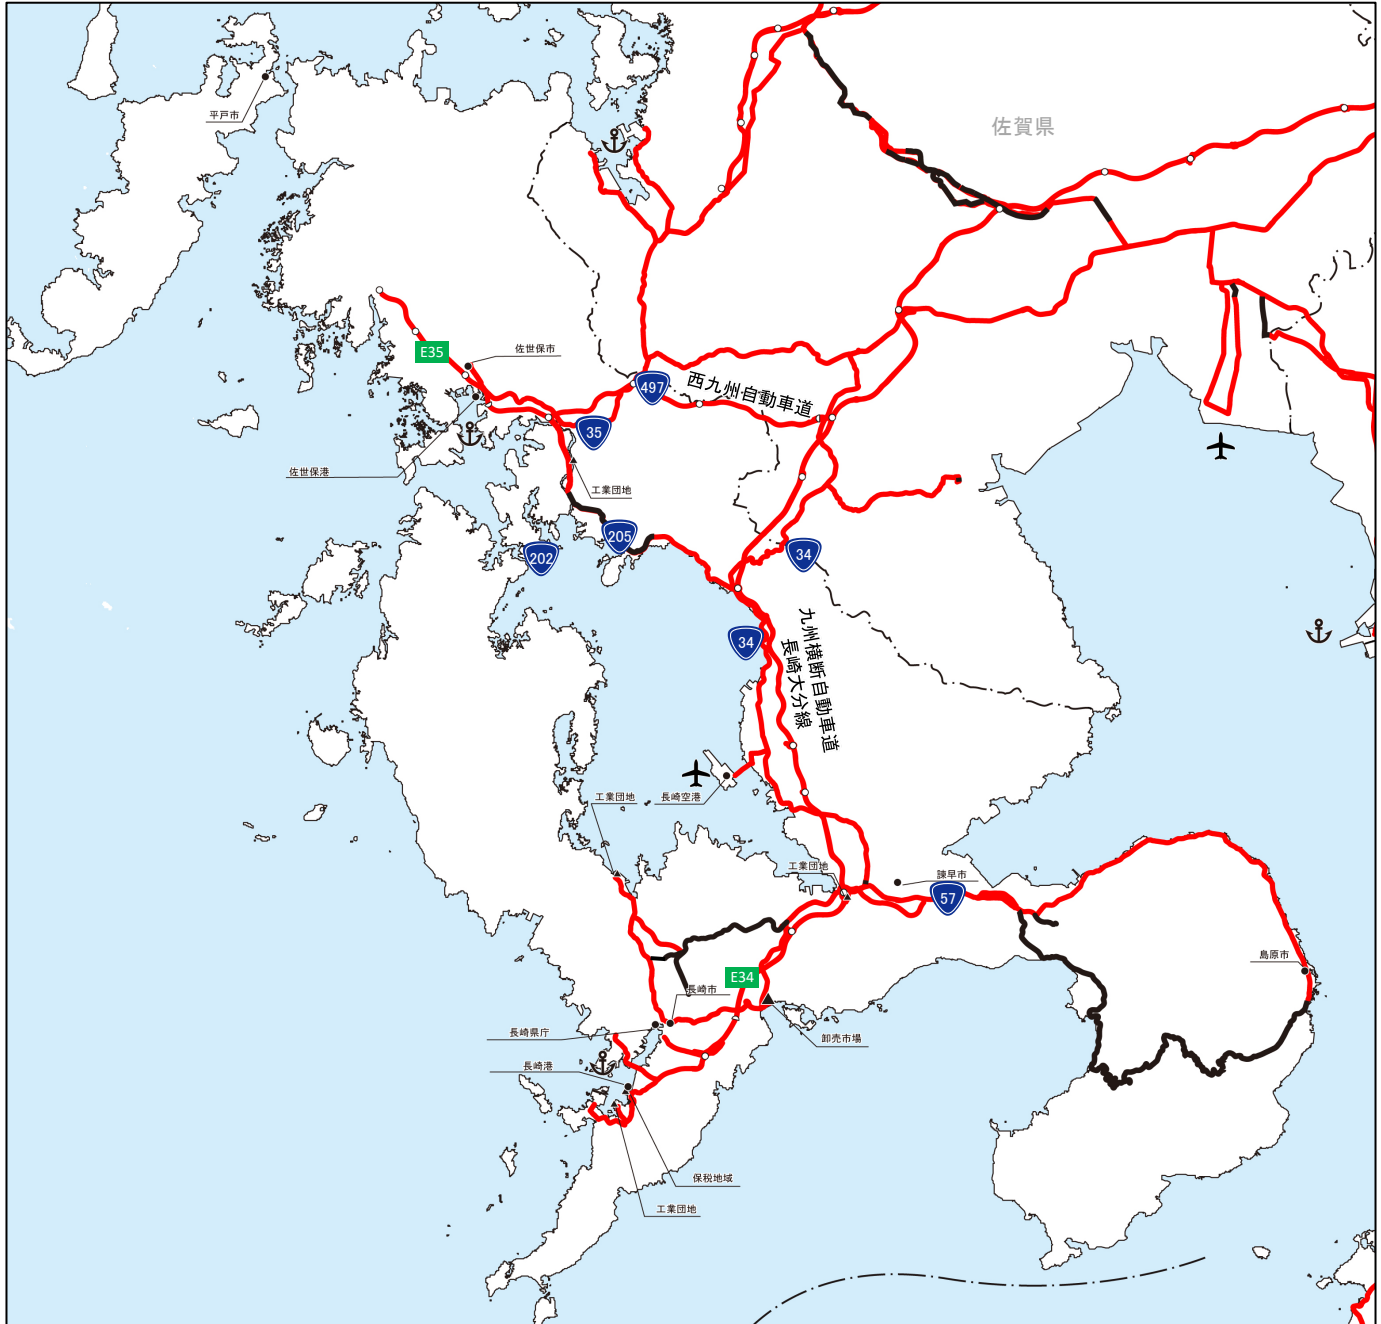 平戸市
佐賀県
E35
佐世保市
497
西九州自動車道
35
佐世保港
工業団地
205
202
34
34
九州横断自動車道
長崎大分線
工業団地
長崎空港
工業団地
諫早市
57
島原市
E34
長崎市
長崎県庁
卸売市場
長崎港
保税地域
工業団地